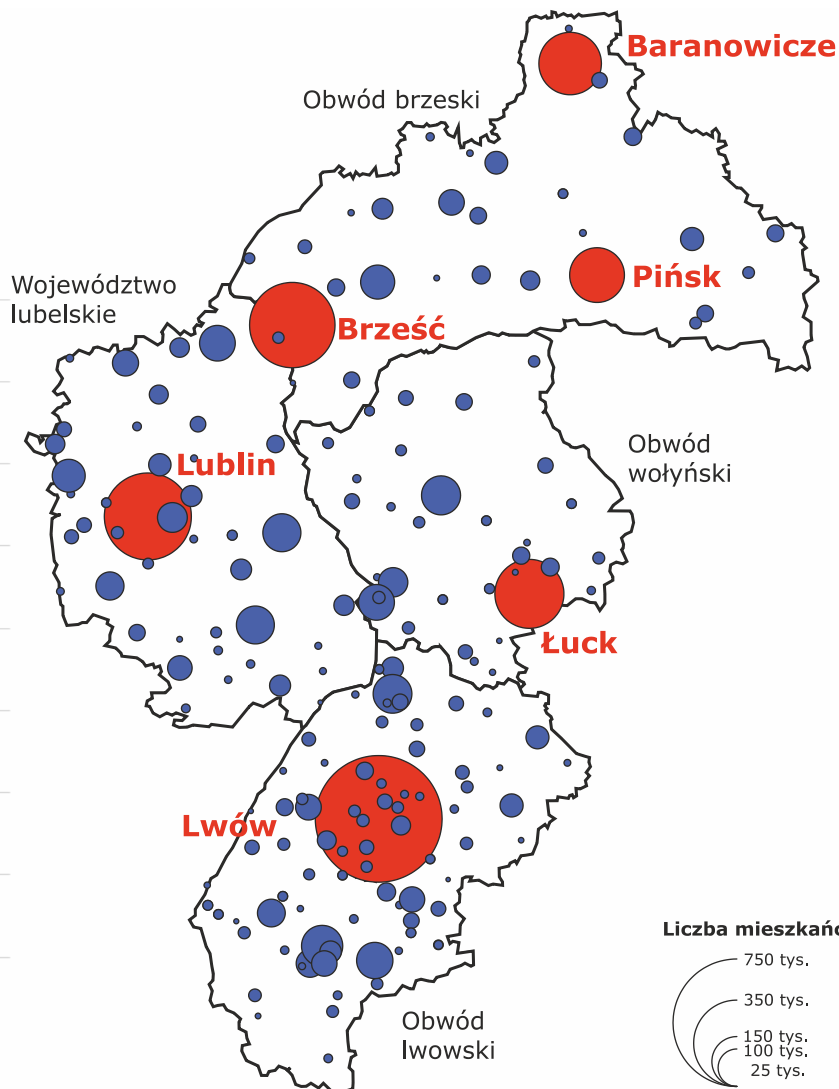 Baranowicze
Obwód brzeski
Województwo
lubelskie
Pińsk
Brześć
Obwód
wołyński
Lublin
Łuck
Lwów
Obwód
lwowski
Liczba mieszkańc
750 tys.
350 tys.
150 tys.
100 tys.
25 tys.